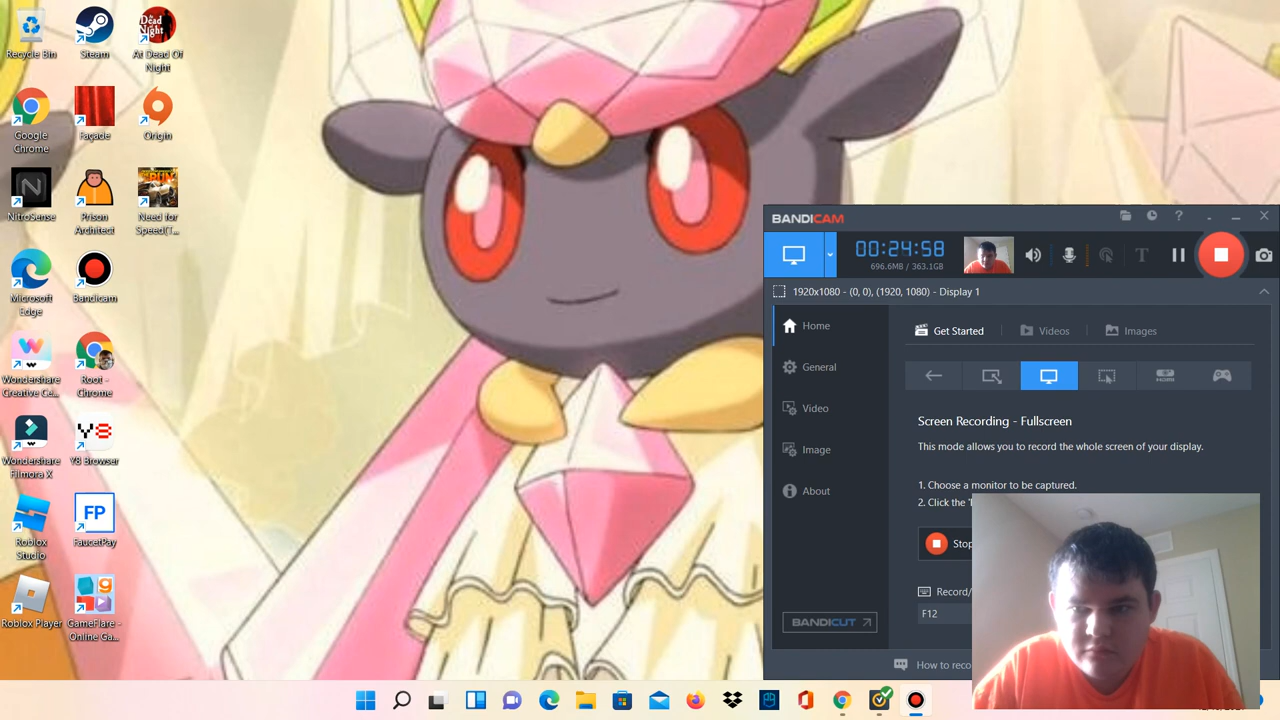 Recycle Bin
Steam
At Dead Of
Night
Google
Chrome
Façade
Origin
NitroSense
Prison
Architect
Need for
Speed(T...
Microsoft
Edge
Bandicam
Wondershare
Creative Ce...
Root -
Chrome
Wondershare
Filmora X
Y8 Browser
Roblox
Studio
FaucetPay
Roblox Player
GameFlare -
Online Ga...
BANDICAM
00:24:58
696.6MB / 363.1GB
1920x1080 - (0, 0), (1920, 1080) - Display 1
Home
General
Video
Image
About
Get Started
Videos
Images
Screen Recording - Fullscreen
This mode allows you to record the whole screen of your display.
1. Choose a monitor to be captured.
2. Click the
Stop
Record/
F12
BANDICUT
How to reco